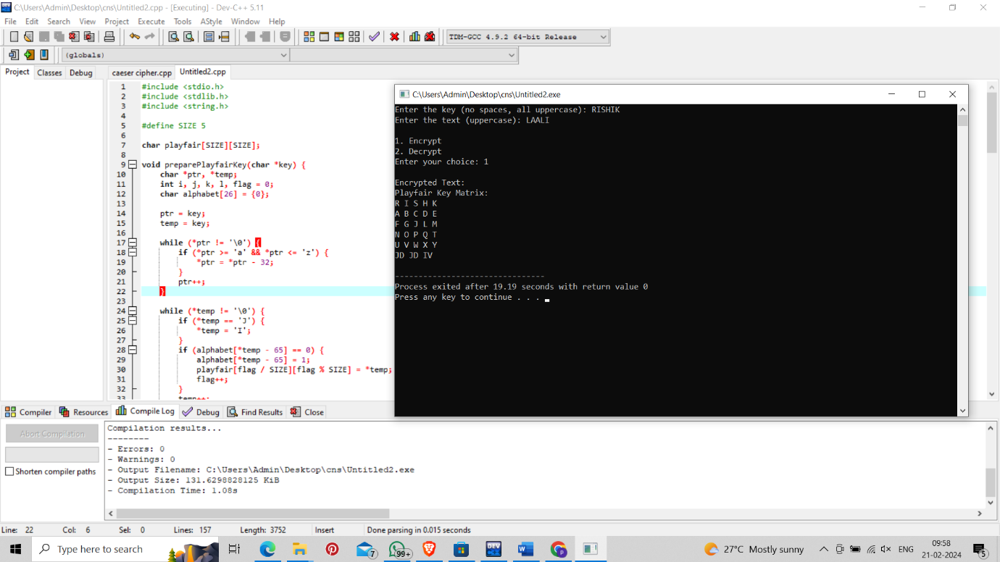 C:\Users\Admin\Desktop\cns\Untitled2.cpp - [Executing] - Dev-C++ 5.11
File Edit Search View Project Execute Tools AStyle Window Help
TDM-GCC 4.9.2 64-bit Release
(globals)
Project Classes Debug
caeser cipher.cpp Untitled2.cpp
1 #include <stdio.h>
2 #include <stdlib.h>
3 #include <string.h>
4
5 #define SIZE 5
6
7 char playfair[SIZE][SIZE];
8
9 void preparePlayfairKey(char *key) {
10 char *ptr, *temp;
11 int i, j, k, l, flag = 0;
12 char alphabet[26] = {0};
13
14 ptr = key;
15 temp = key;
16
17 while (*ptr != '\0') {
18 if (*ptr >= 'a' && *ptr <= 'z') {
19 *ptr = *ptr - 32;
20 }
21 ptr++;
22 }
23
24 while (*temp != '\0') {
25 if (*temp == 'J') {
26 *temp = 'I';
27 }
28 if (alphabet[*temp - 65] == 0) {
29 alphabet[*temp - 65] = 1;
30 playfair[flag / SIZE][flag % SIZE] = *temp;
31 flag++;
32 }
33 temp++;
C:\Users\Admin\Desktop\cns\Untitled2.exe
Enter the key (no spaces, all uppercase): RISHIK
Enter the text (uppercase): LAALI
1. Encrypt
2. Decrypt
Enter your choice: 1
Encrypted Text:
Playfair Key Matrix:
R I S H K
A B C D E
F G J L M
N O P Q T
U V W X Y
JD JD IV
--------------------------------
Process exited after 19.19 seconds with return value 0
Press any key to continue . . .
Compiler Resources Compile Log Debug Find Results Close
Abort Compilation
Shorten compiler paths
Compilation results...
--------
- Errors: 0
- Warnings: 0
- Output Filename: C:\Users\Admin\Desktop\cns\Untitled2.exe
- Output Size: 131.6298828125 KiB
- Compilation Time: 1.08s
Line: 22 Col: 6 Sel: 0 Lines: 157 Length: 3752 Insert Done parsing in 0.015 seconds
Type here to search
7
99+
DEV
27°C Mostly sunny
ENG
09:58
21-02-2024
5